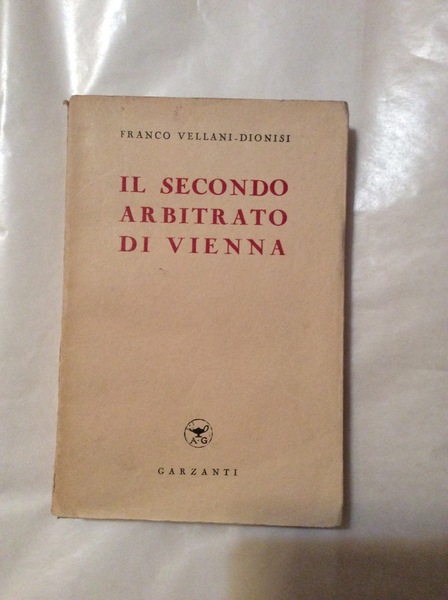 FRANCO VELLANI-DIONISI
IL SECONDO
ARBITRATO
DI VIENNA
A·G
GARZANTI